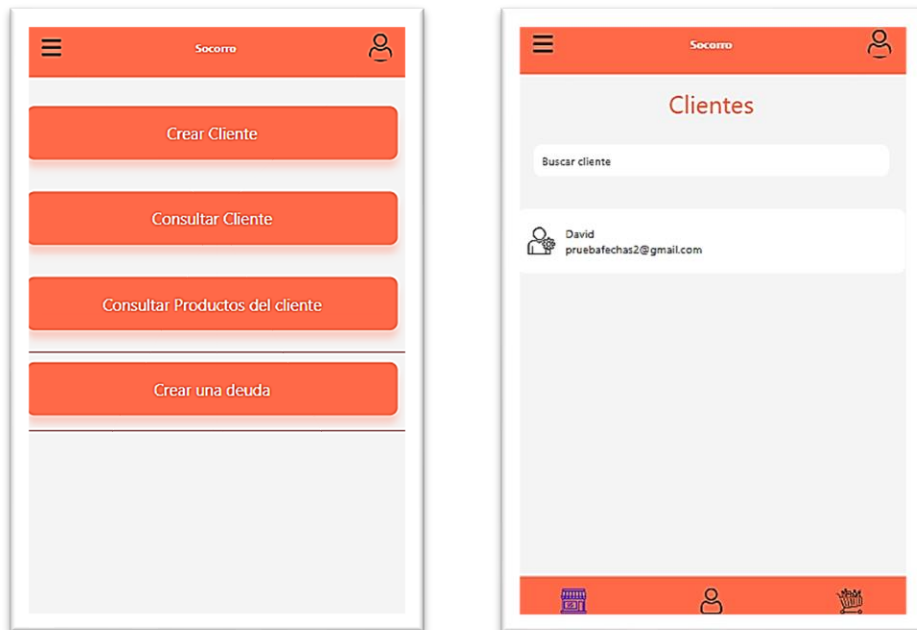 Socorro
Crear Cliente
Consultar Cliente
Consultar Productos del cliente
Crear una deuda
Socorro
Clientes
Buscar cliente
David
pruebafechas2@gmail.com